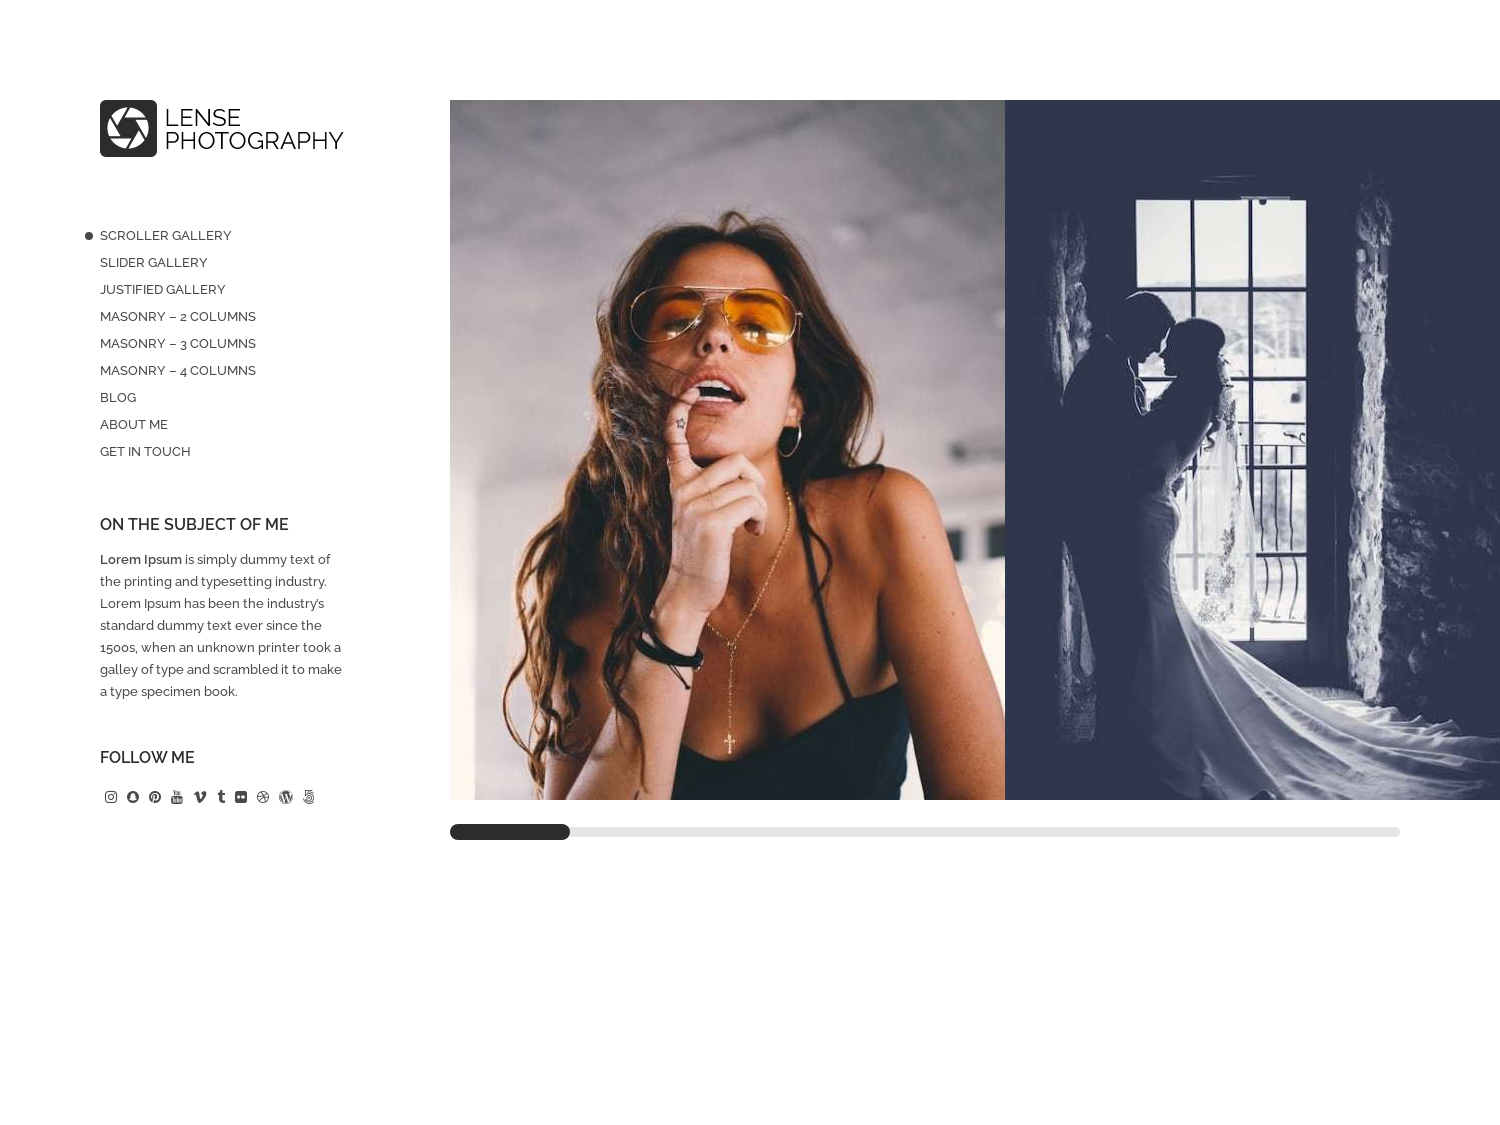 LENSE
PHOTOGRAPHY
SCROLLER GALLERY
SLIDER GALLERY
JUSTIFIED GALLERY
MASONRY – 2 COLUMNS
MASONRY – 3 COLUMNS
MASONRY – 4 COLUMNS
BLOG
ABOUT ME
GET IN TOUCH
ON THE SUBJECT OF ME
Lorem Ipsum is simply dummy text of
the printing and typesetting industry.
Lorem Ipsum has been the industry's
standard dummy text ever since the
1500s, when an unknown printer took a
galley of type and scrambled it to make
a type specimen book.
FOLLOW ME